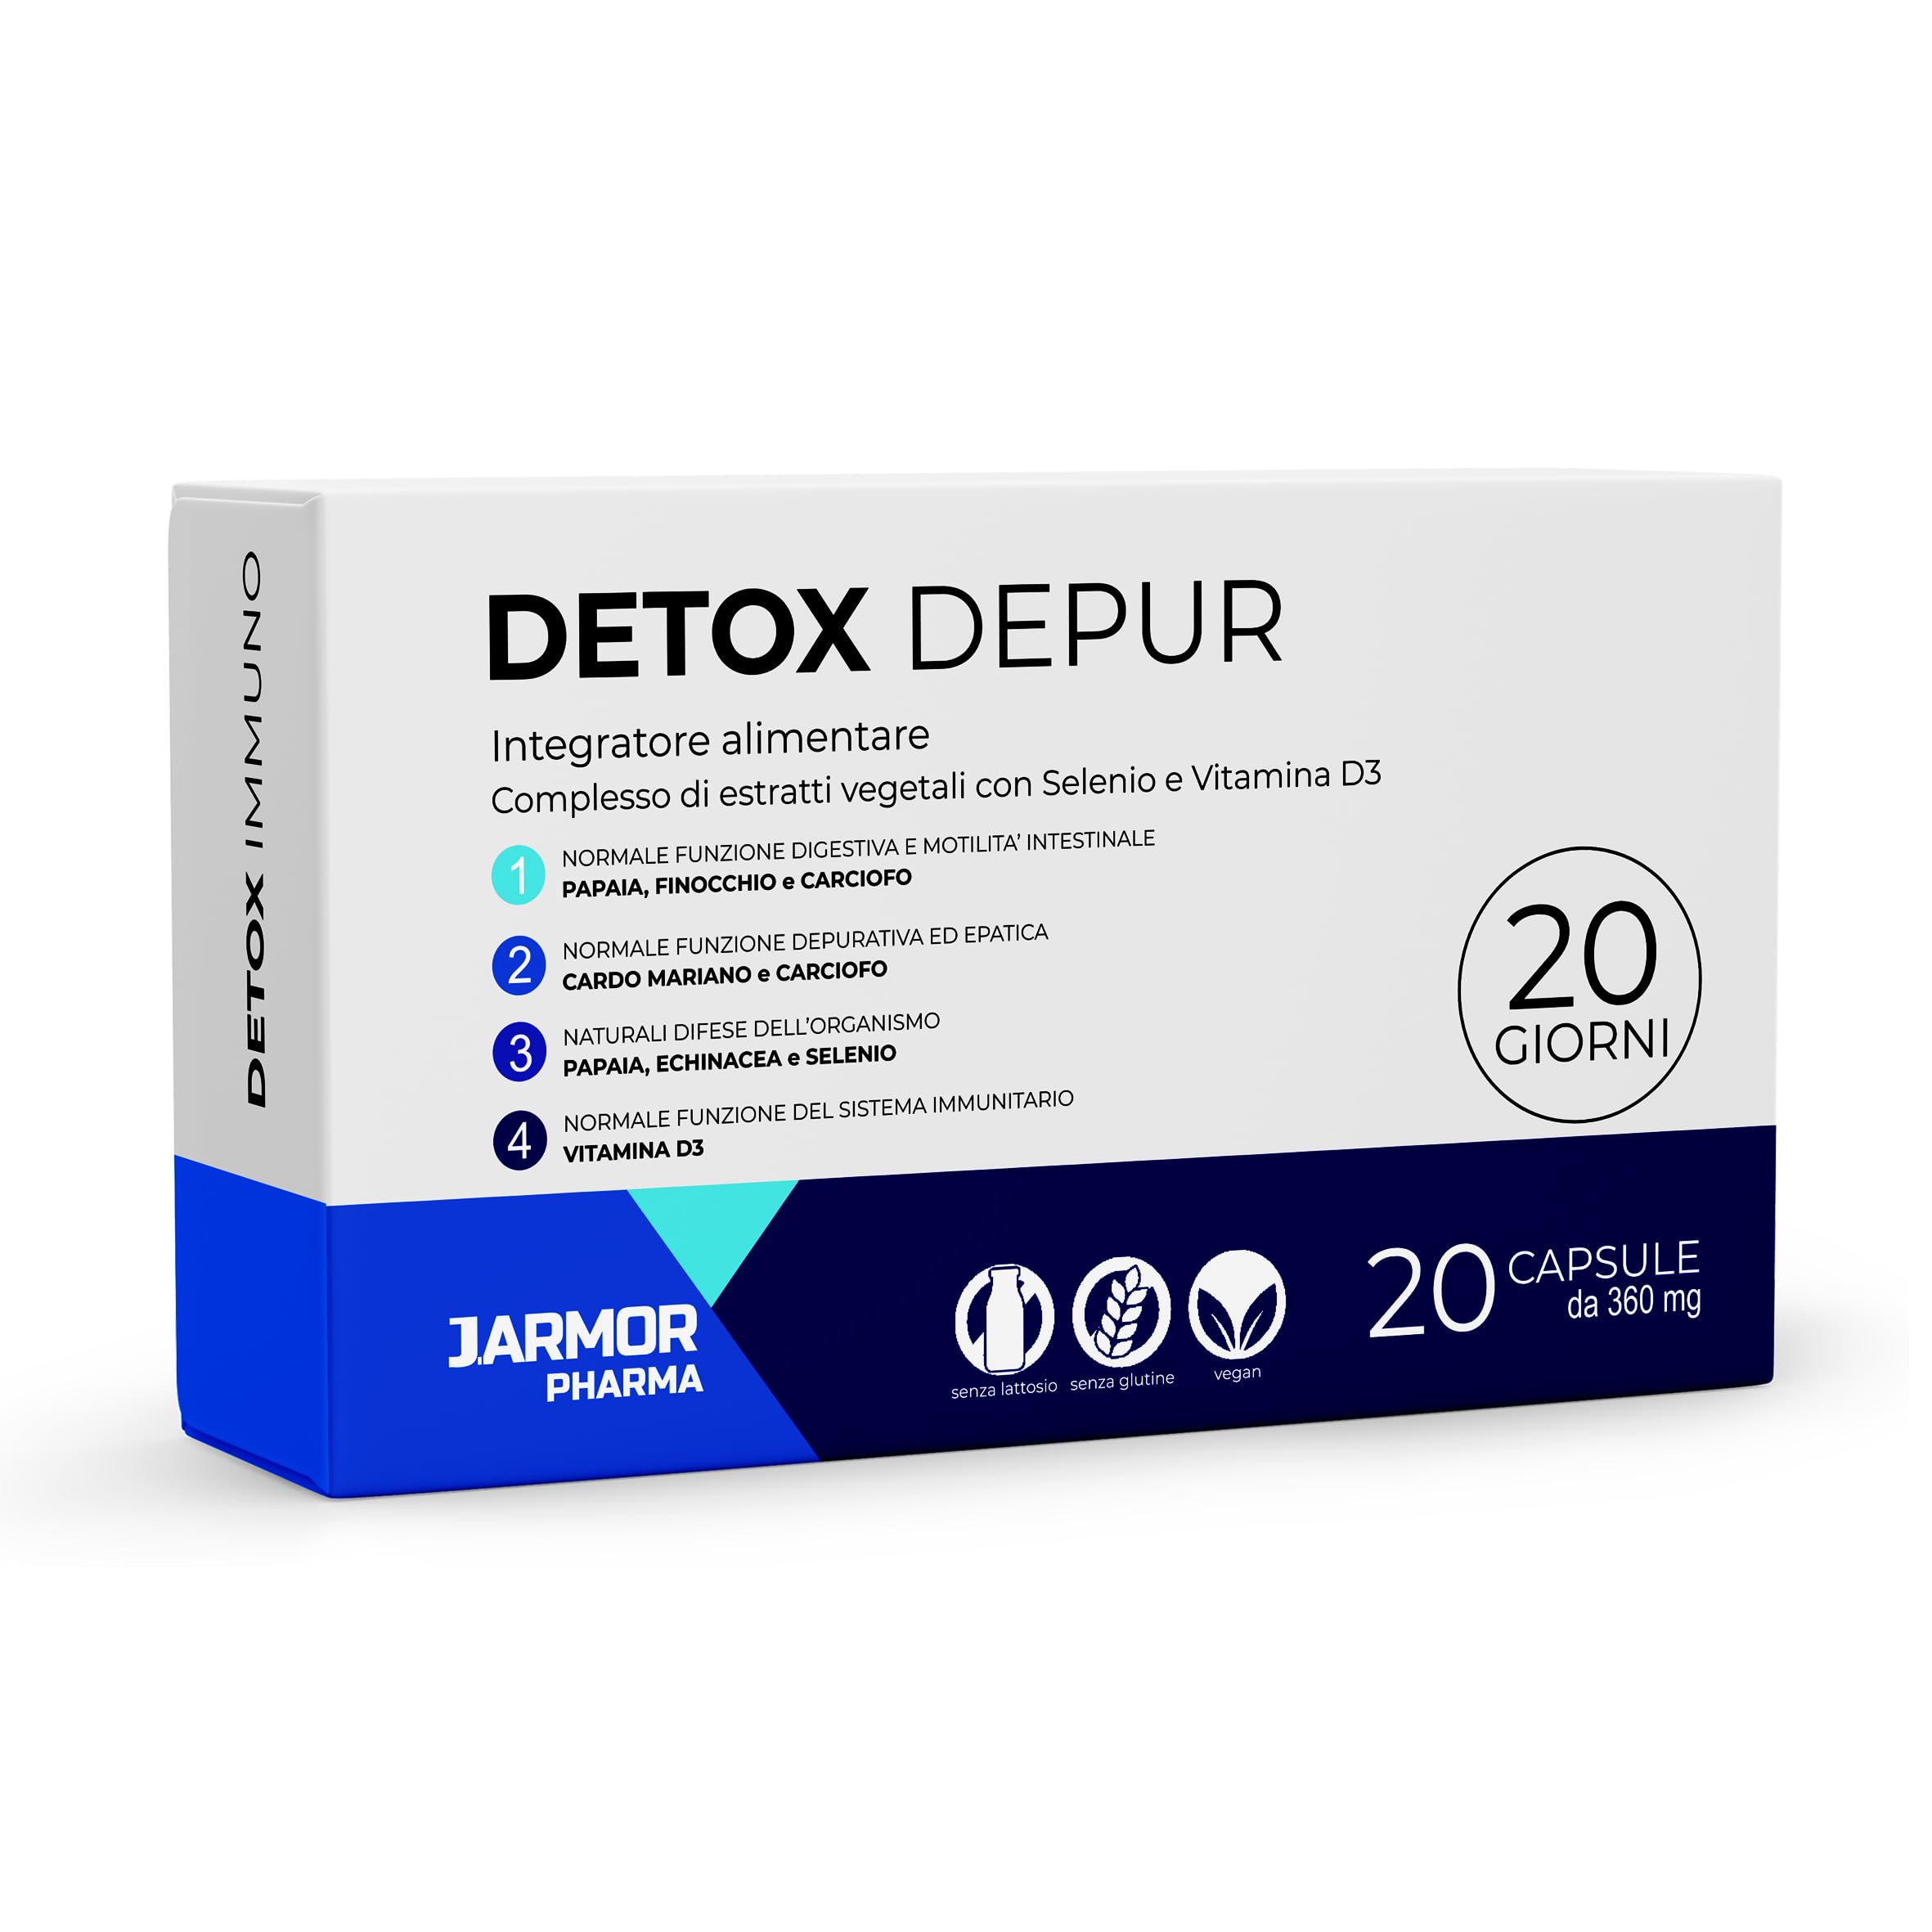 DETOX IMMUNO
DETOX DEPUR
Integratore alimentare
Complesso di estratti vegetali con Selenio e Vitamina D3
1 NORMALE FUNZIONE DIGESTIVA E MOTILITA' INTESTINALE
PAPAIA, FINOCCHIO e CARCIOFO
2 NORMALE FUNZIONE DEPURATIVA ED EPATICA
CARDO MARIANO e CARCIOFO
3 NATURALI DIFESE DELL'ORGANISMO
PAPAIA, ECHINACEA e SELENIO
4 NORMALE FUNZIONE DEL SISTEMA IMMUNITARIO
VITAMINA D3
20
GIORNI
J.ARMOR
PHARMA
senza lattosio senza glutine vegan
20 CAPSULE
da 360 mg